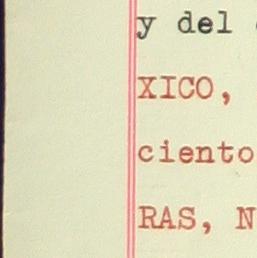 y del
XICO,
ciento
RAS, N